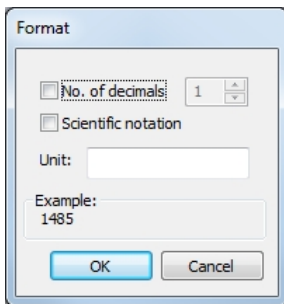 Format
No. of decimals 1
Scientific notation
Unit:
Example:
1485
OK Cancel